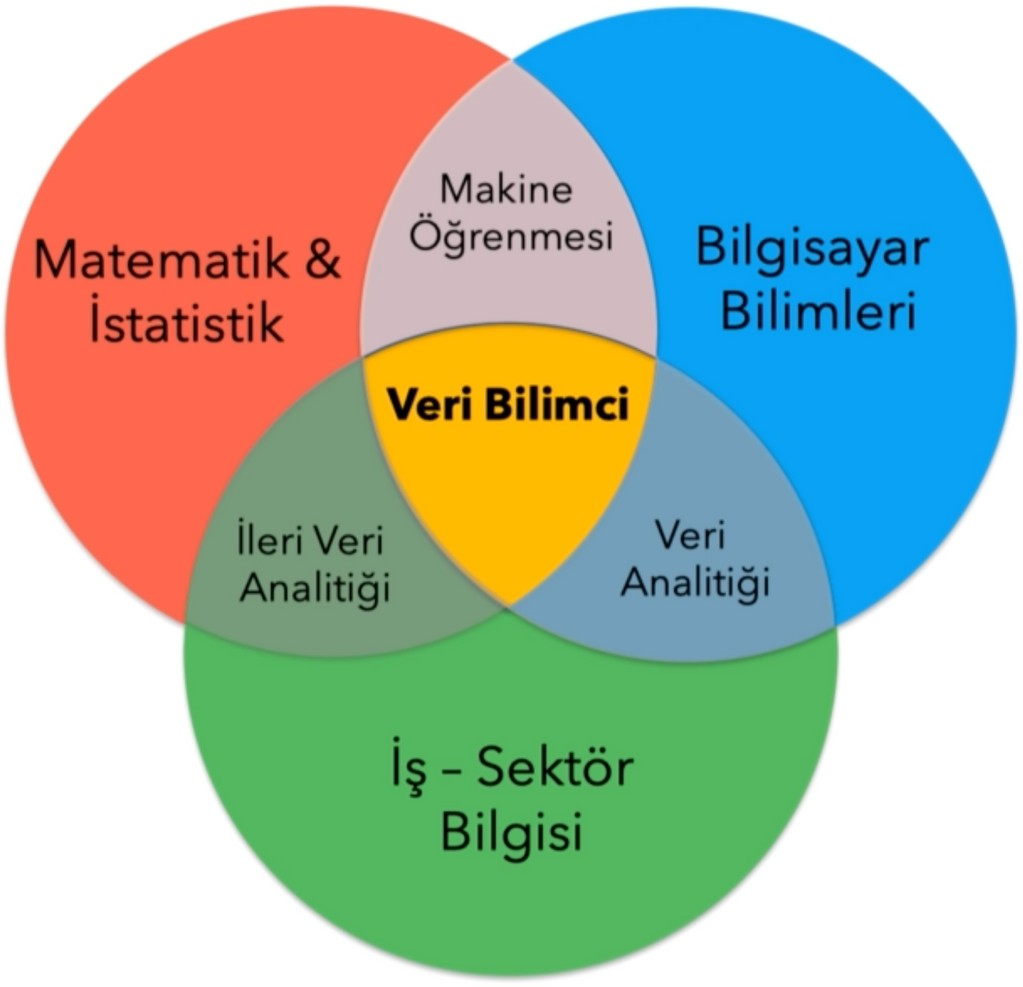 Makine
Öğrenmesi
Matematik &
İstatistik
Bilgisayar
Bilimleri
Veri Bilimci
İleri Veri
Analitiği
Veri
Analitiği
İş – Sektör
Bilgisi